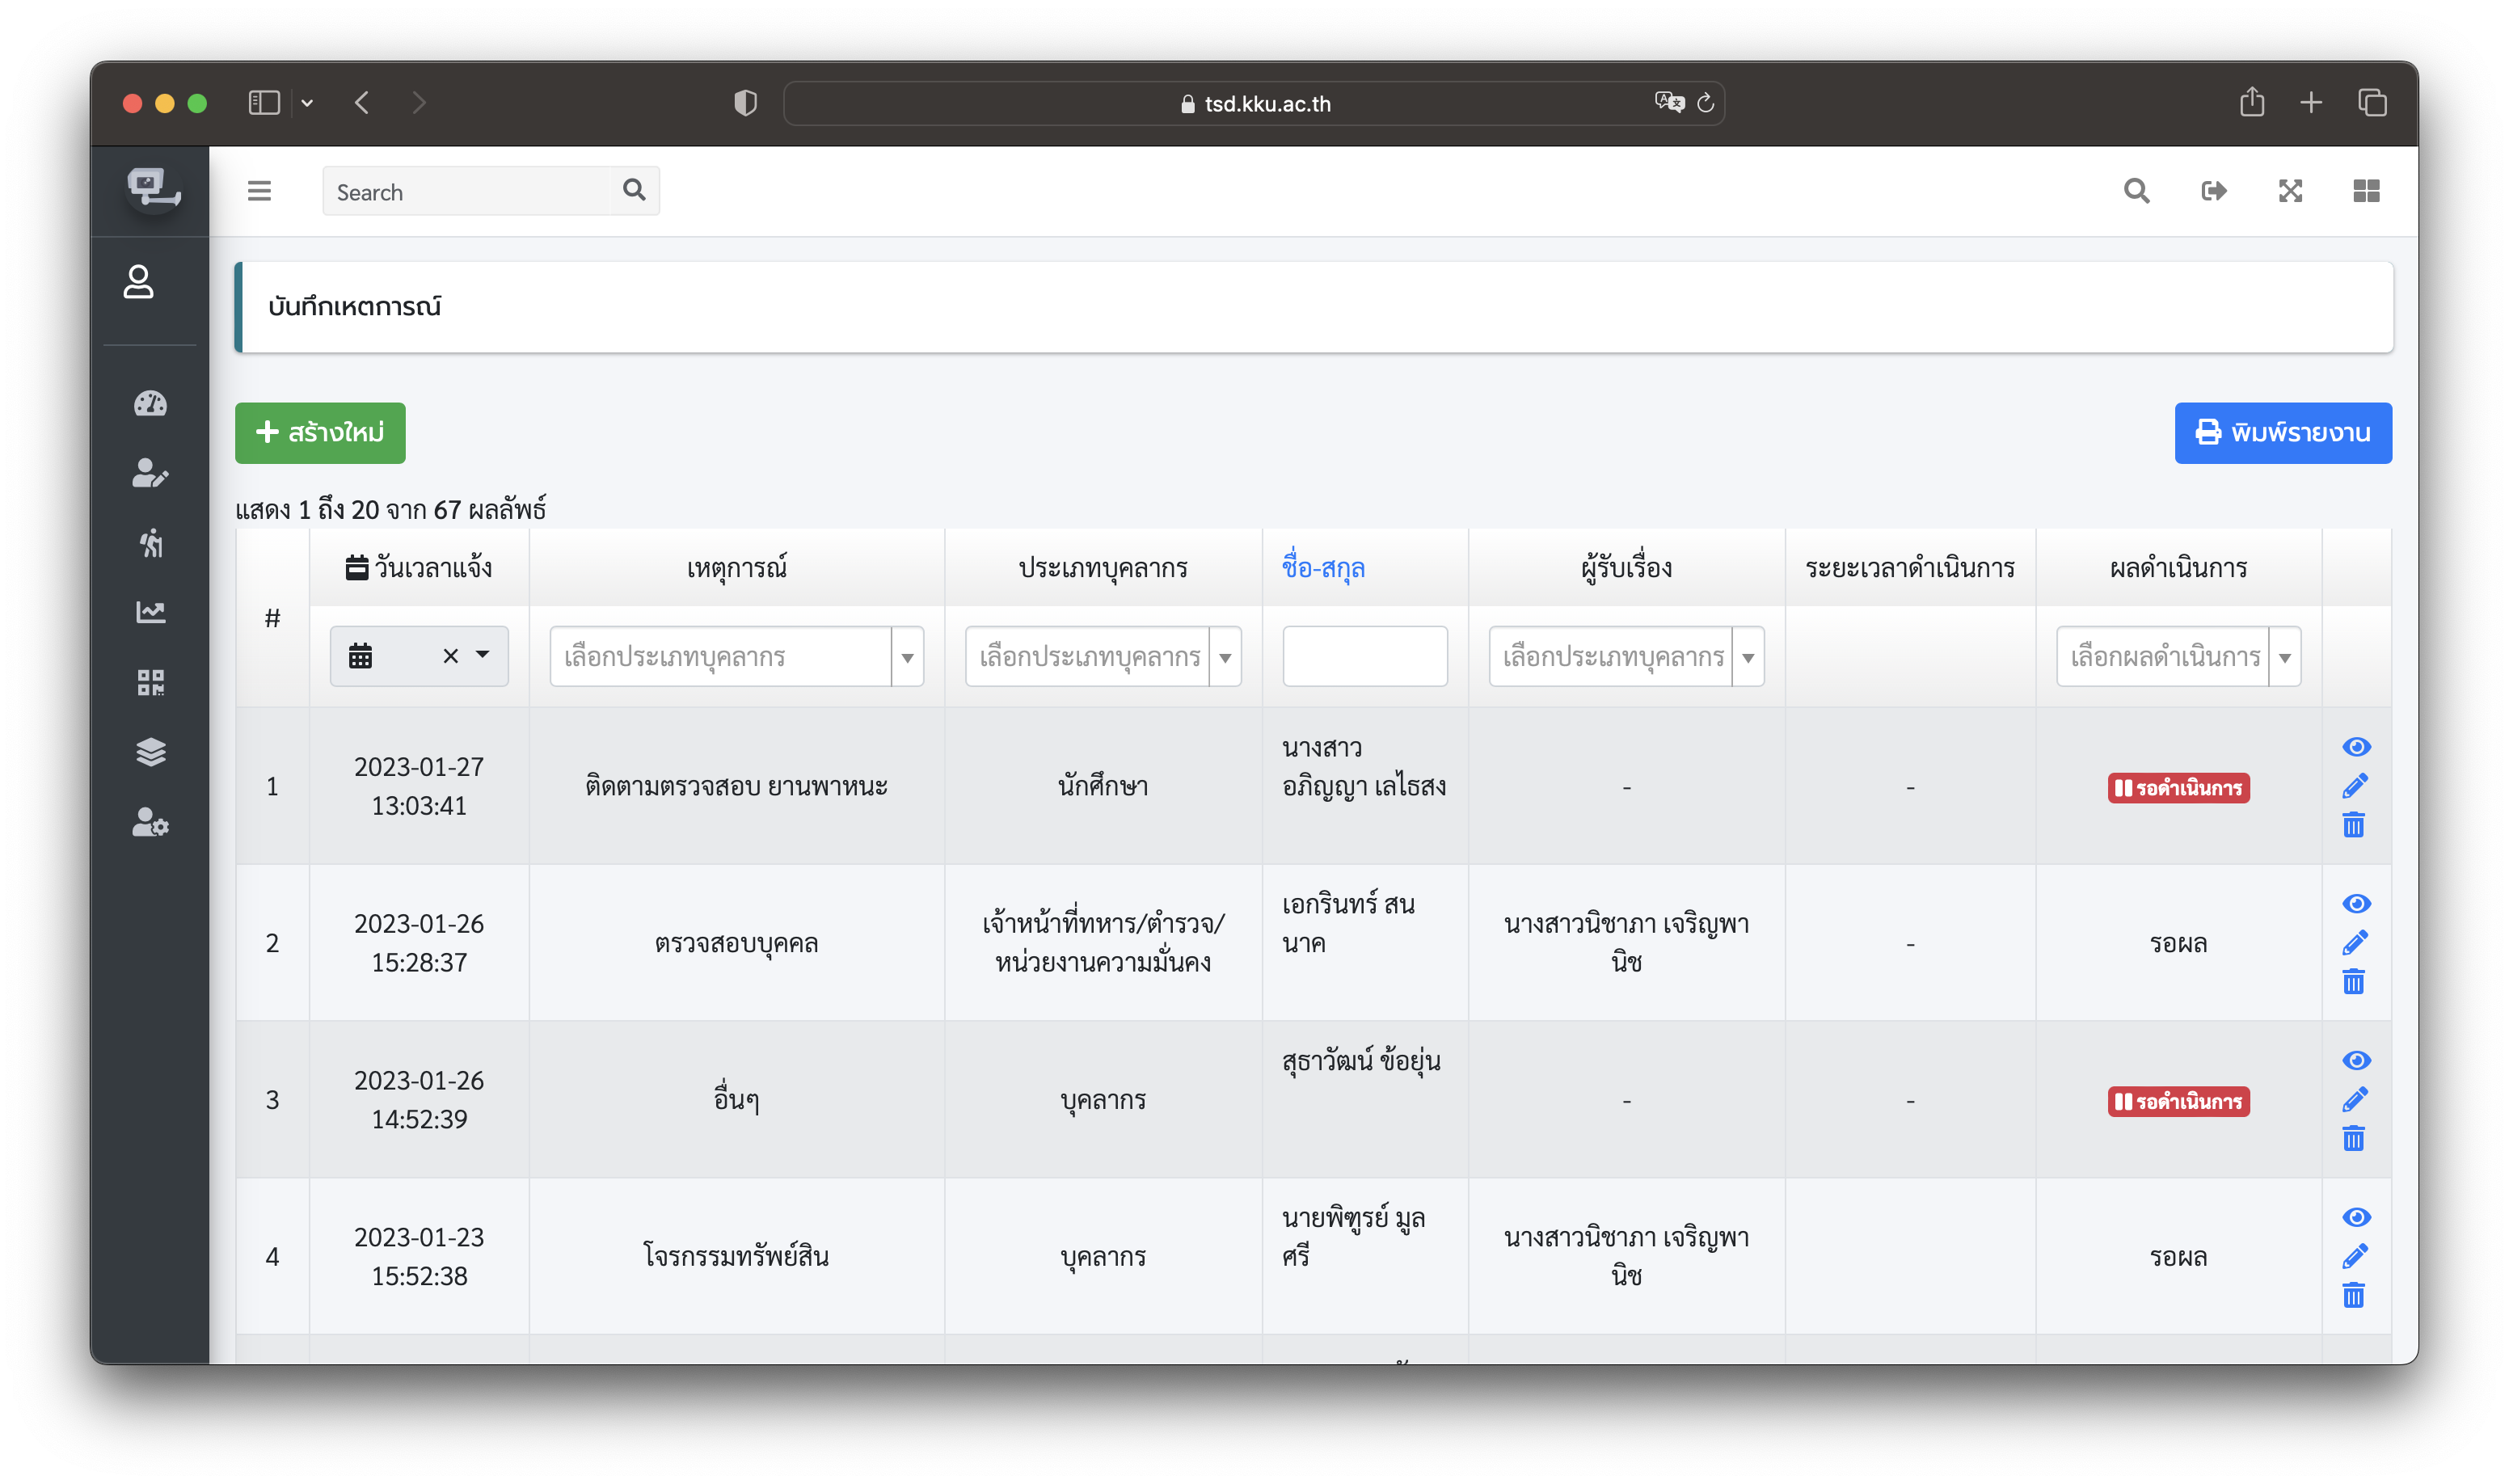 tsd.kku.ac.th
Search
บันทึกเหตการณ์
สร้างใหม่
พิมพ์รายงาน
แสดง 1 ถึง 20 จาก 67 ผลลัพธ์
# วันเวลาแจ้ง เหตุการณ์ ประเภทบุคลากร ชื่อ-สกุล ผู้รับเรื่อง ระยะเวลาดำเนินการ ผลดำเนินการ
เลือกประเภทบุคลากร เลือกประเภทบุคลากร เลือกประเภทบุคลากร เลือกผลดำเนินการ
1 2023-01-27 ติดตามตรวจสอบ ยานพาหนะ นักศึกษา นางสาว - - รอดำเนินการ
13:03:41 อภิญญา เลไธสง
2 2023-01-26 ตรวจสอบบุคคล เจ้าหน้าที่ทหาร/ตำรวจ/ เอกรินทร์ สน นางสาวนิชาภา เจริญพา - รอผล
15:28:37 หน่วยงานความมั่นคง นาค นิช
3 2023-01-26 อื่นๆ บุคลากร สุธาวัฒน์ ข้อยุ่น - - รอดำเนินการ
14:52:39
4 2023-01-23 โจรกรรมทรัพย์สิน บุคลากร นายพิฑูรย์ มูล นางสาวนิชาภา เจริญพา รอผล
15:52:38 ศรี นิช